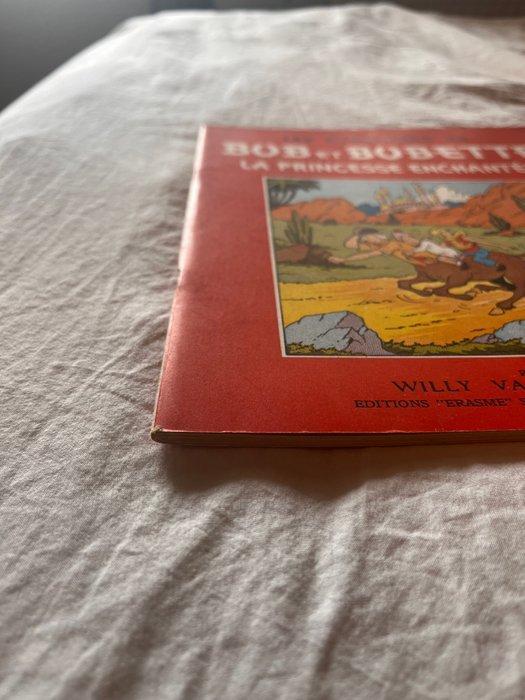 BOB ET BOBETT
LA PRINCESSE ENCHANTÉ
WILLY VA
EDITIONS "ERASME"